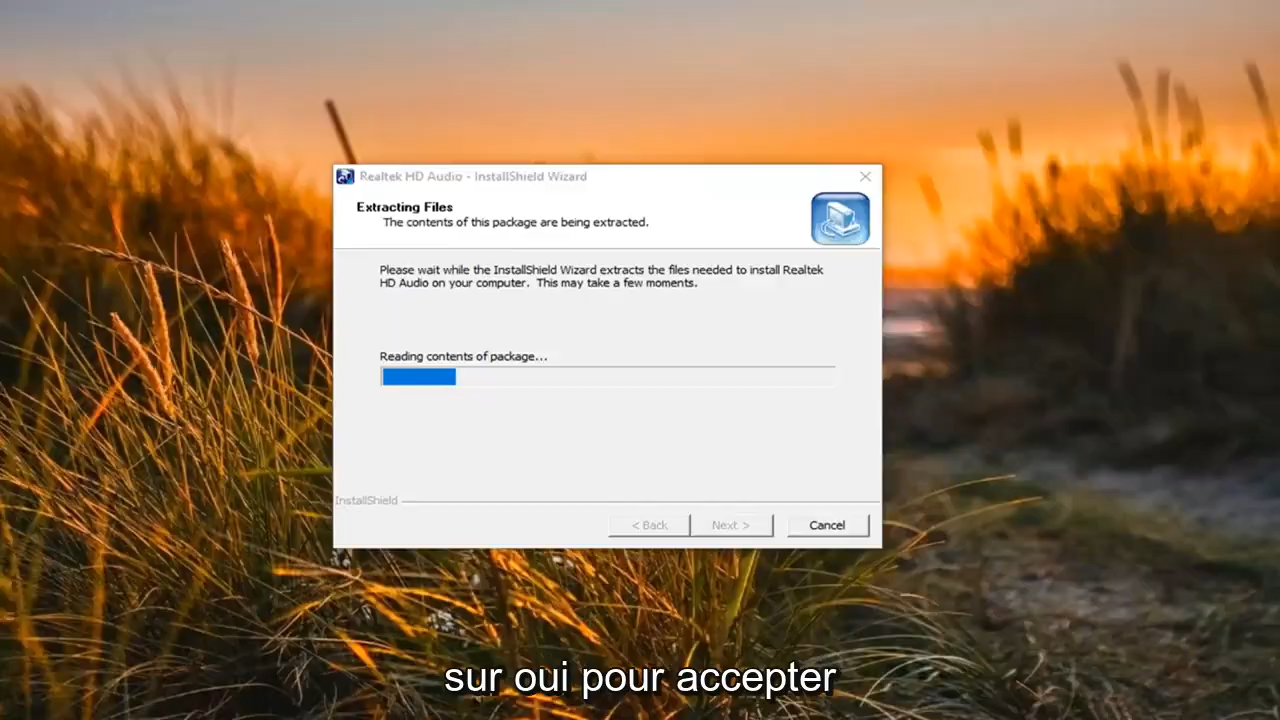 Realtek HD Audio - InstallShield Wizard
Extracting Files
The contents of this package are being extracted.
Please wait while the InstallShield Wizard extracts the files needed to install Realtek
HD Audio on your computer.  This may take a few moments.
Reading contents of package...
InstallShield
< Back
Next >
Cancel
sur oui pour accepter